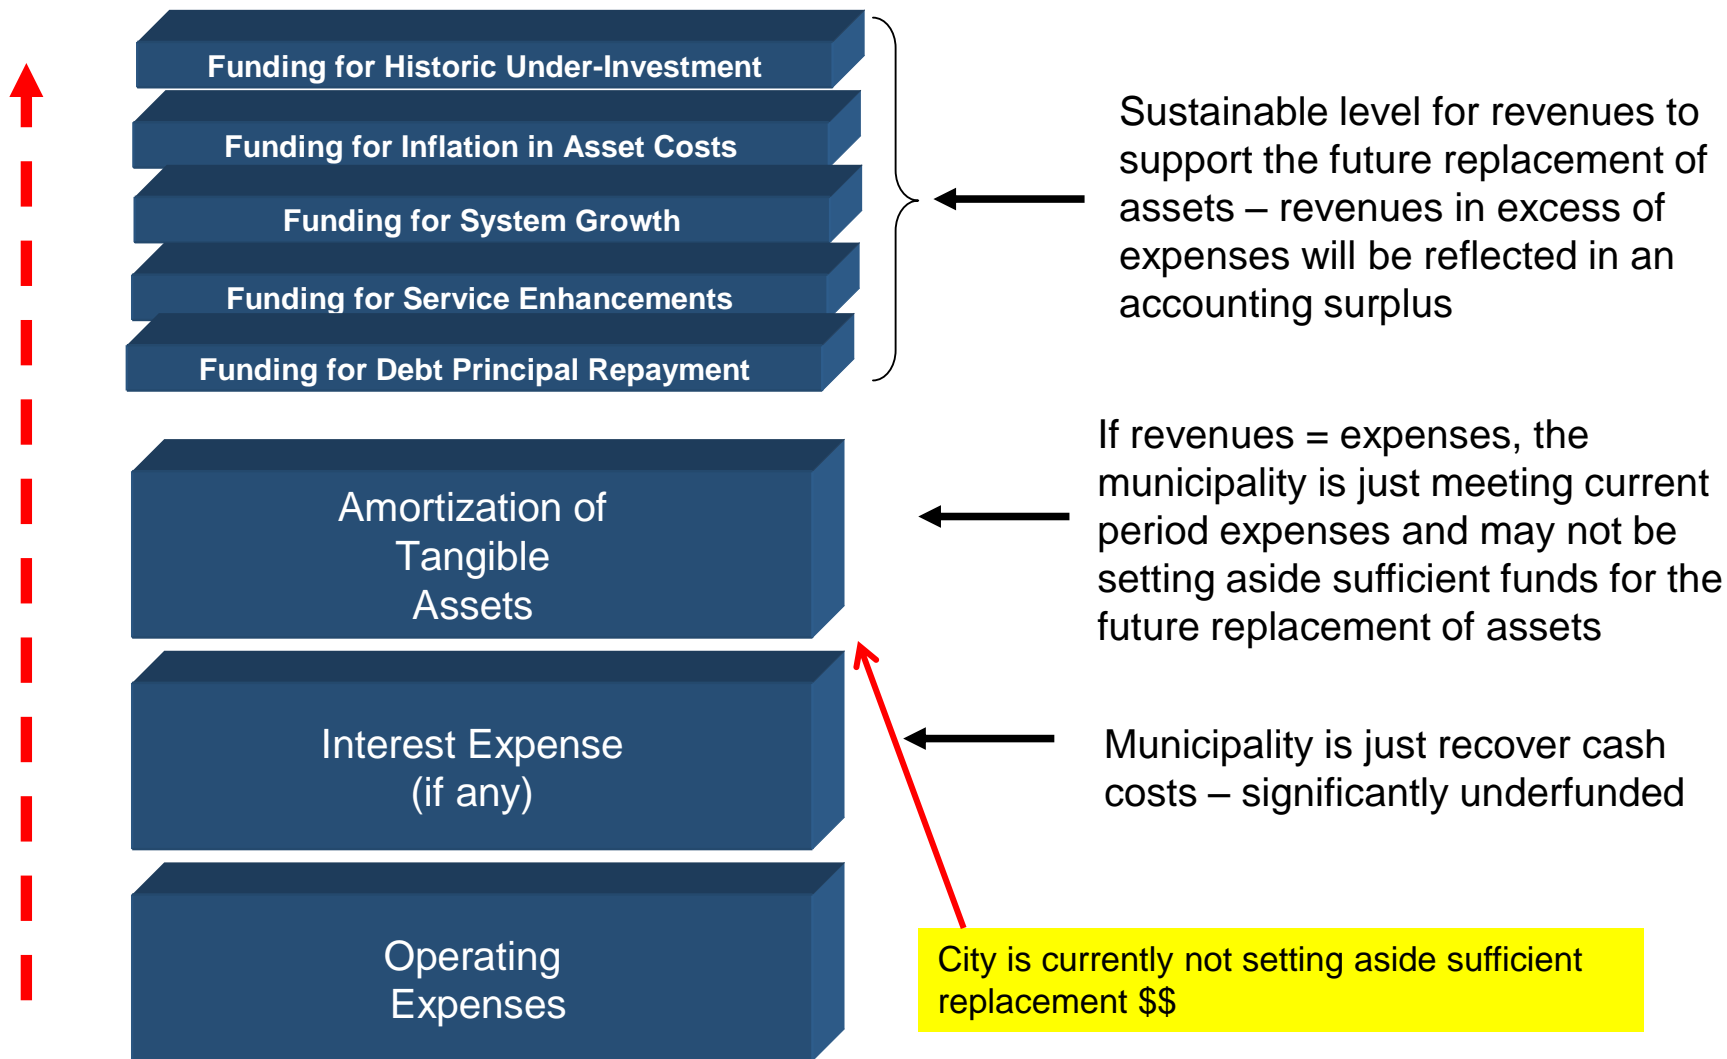 Funding for Historic Under-Investment
Funding for Inflation in Asset Costs
Funding for System Growth
Funding for Service Enhancements
Funding for Debt Principal Repayment
Sustainable level for revenues to
support the future replacement of
assets – revenues in excess of
expenses will be reflected in an
accounting surplus
Amortization of
Tangible
Assets
If revenues = expenses, the
municipality is just meeting current
period expenses and may not be
setting aside sufficient funds for the
future replacement of assets
Interest Expense
(if any)
Municipality is just recover cash
costs – significantly underfunded
Operating
Expenses
City is currently not setting aside sufficient
replacement $$